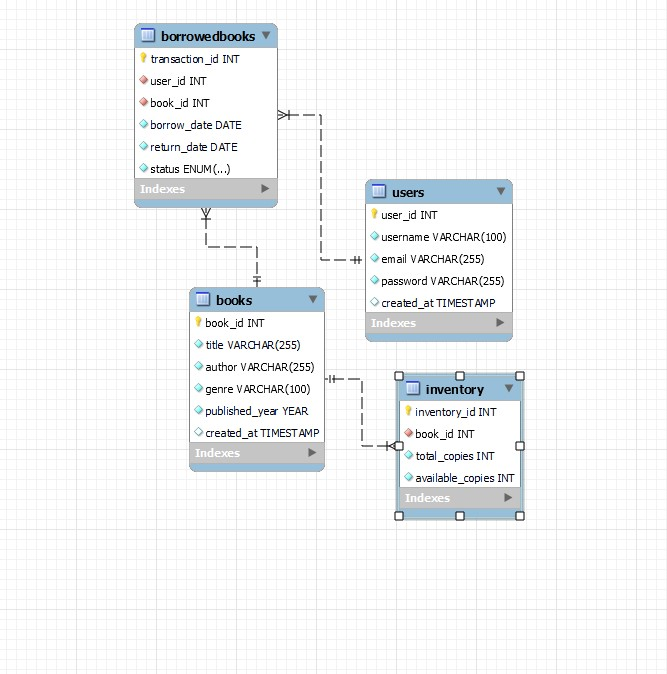 borrowedbooks
transaction_id INT
user_id INT
book_id INT
borrow_date DATE
return_date DATE
status ENUM(...)
Indexes
users
user_id INT
username VARCHAR(100)
email VARCHAR(255)
password VARCHAR(255)
created_at TIMESTAMP
Indexes
books
book_id INT
title VARCHAR(255)
author VARCHAR(255)
genre VARCHAR(100)
published_year YEAR
created_at TIMESTAMP
Indexes
inventory
inventory_id INT
book_id INT
total_copies INT
available_copies INT
Indexes